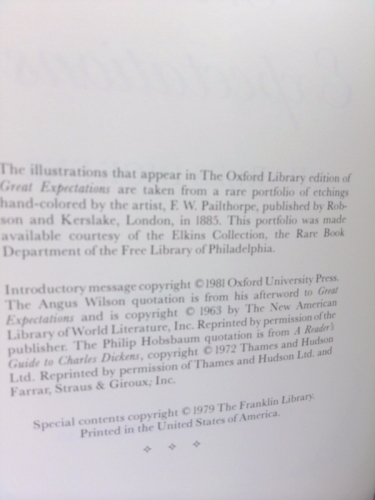 Expectations
The illustrations that appear in The Oxford Library edition of
Great Expectations are taken from a rare portfolio of etchings
hand-colored by the artist, F. W. Pailthorpe, published by Rob-
son and Kerslake, London, in 1885. This portfolio was made
available courtesy of the Elkins Collection, the Rare Book
Department of the Free Library of Philadelphia.
Introductory message copyright © 1981 Oxford University Press.
The Angus Wilson quotation is from his afterword to Great
Expectations and is copyright © 1963 by The New American
Library of World Literature, Inc. Reprinted by permission of the
publisher. The Philip Hobsbaum quotation is from A Reader's
Guide to Charles Dickens, copyright © 1972 Thames and Hudson
Ltd. Reprinted by permission of Thames and Hudson Ltd. and
Farrar, Straus & Giroux, Inc.
Special contents copyright © 1979 The Franklin Library.
Printed in the United States of America.